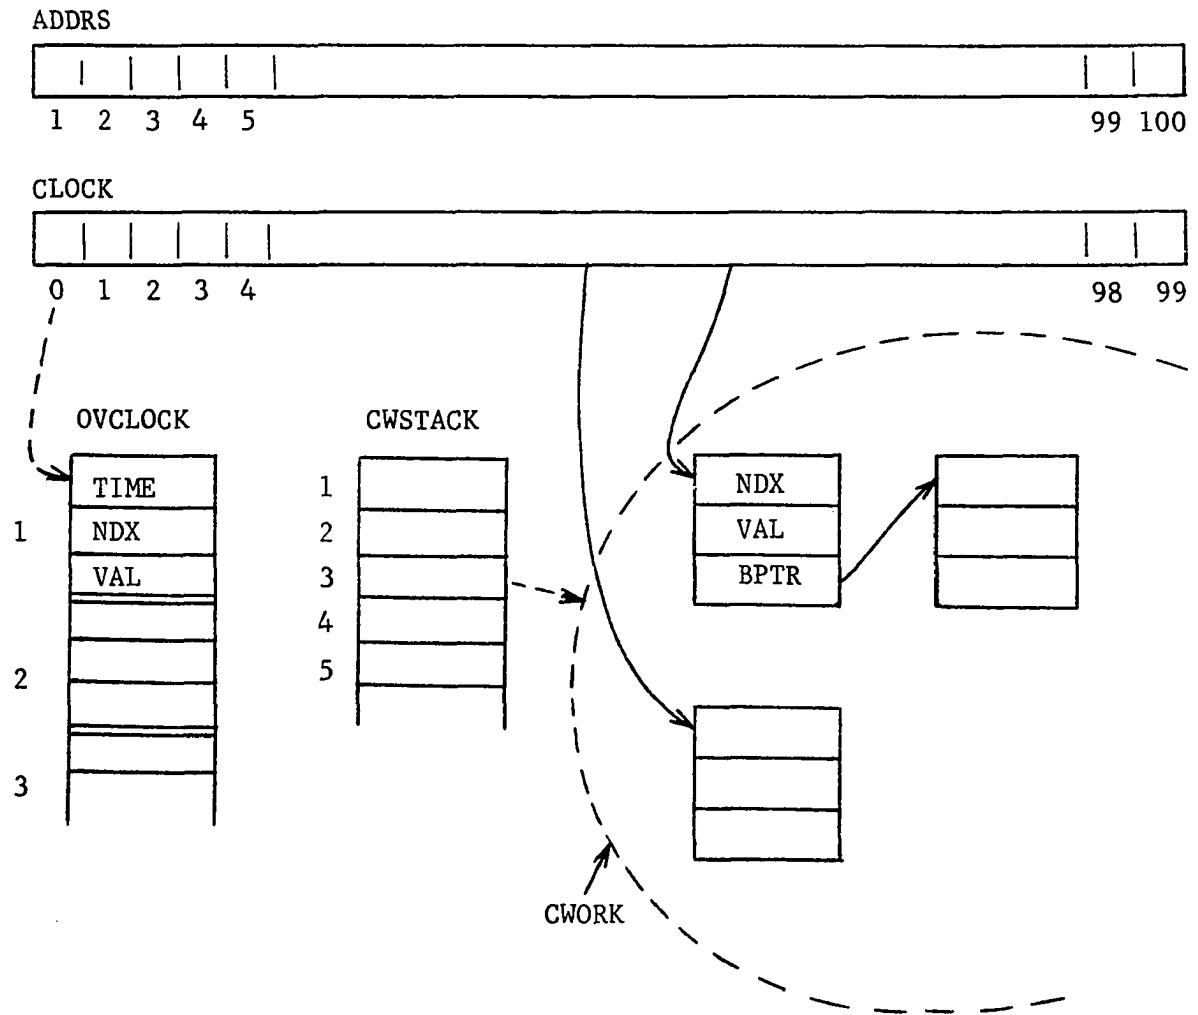 ADDRS
1 2 3 4 5 99 100
CLOCK
0 1 2 3 4 98 99
OVCLOCK CWSTACK
TIME 1 NDX
1 NDX 2 VAL
VAL 3 BPTR
4
2 5
3
CWORK